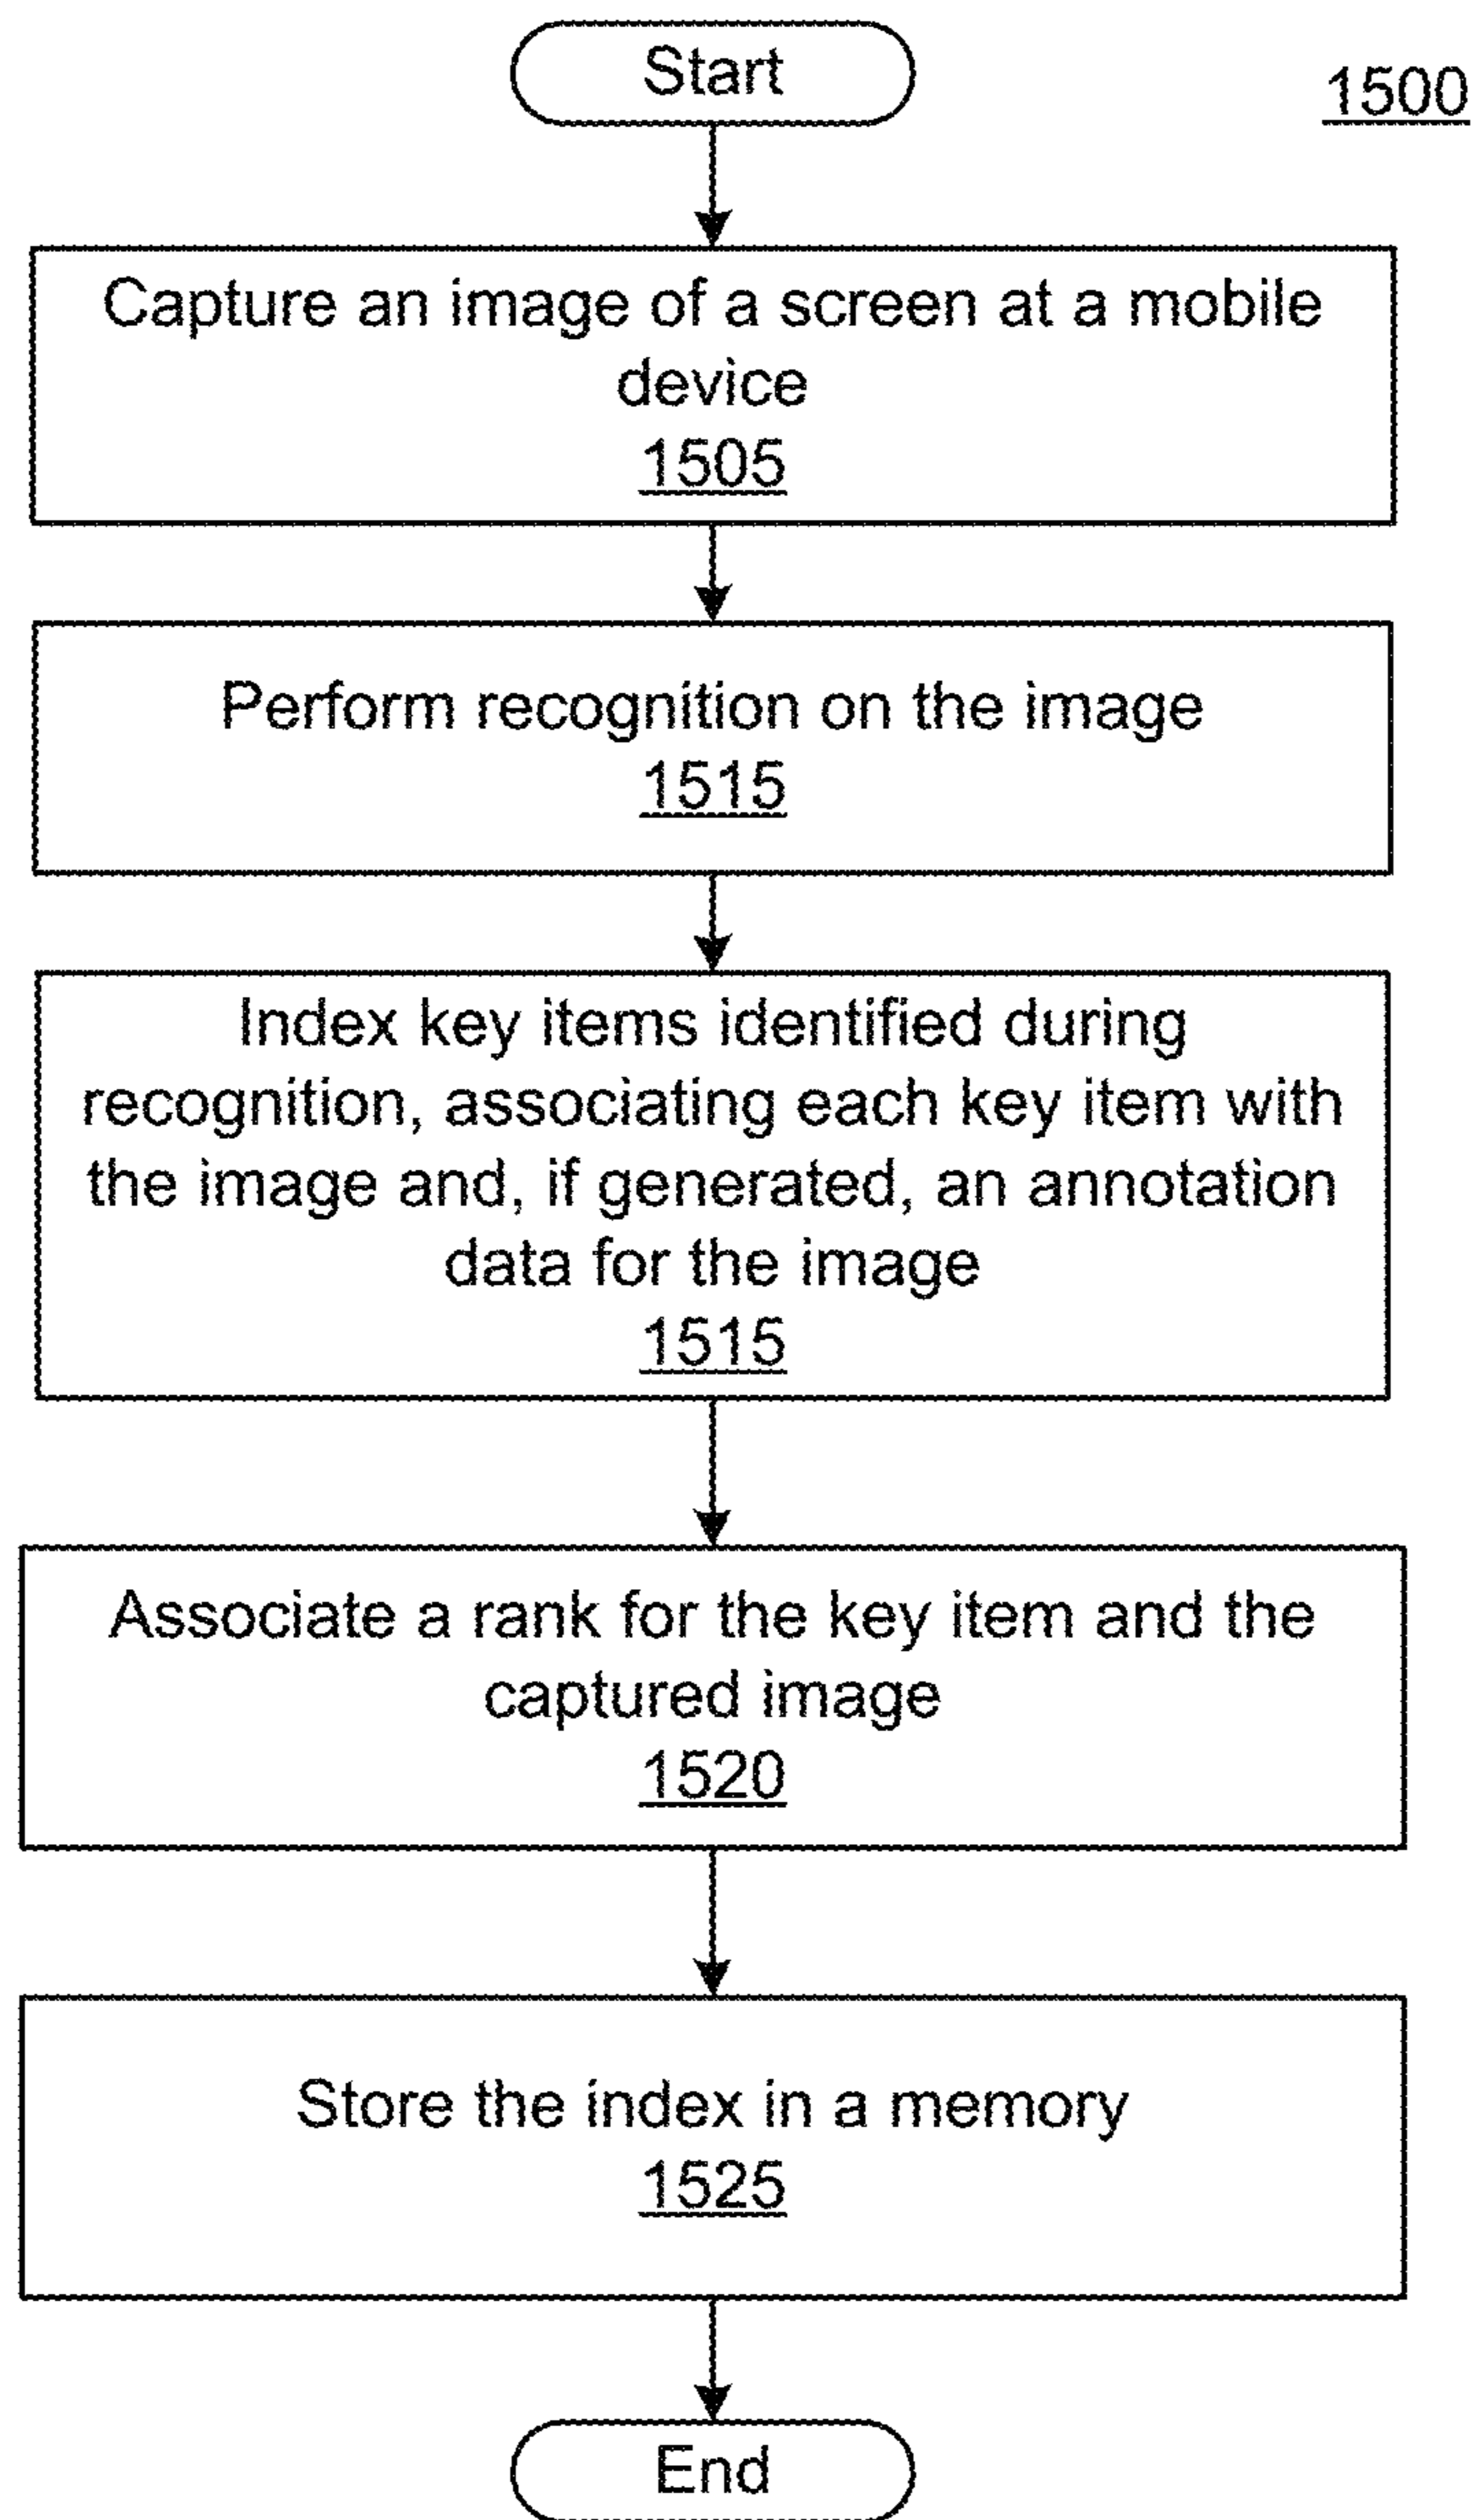 Start
1500
Capture an image of a screen at a mobile
device
1505
Perform recognition on the image
1515
Index key items identified during
recognition, associating each key item with
the image and, if generated, an annotation
data for the image
1515
Associate a rank for the key item and the
captured image
1520
Store the index in a memory
1525
End